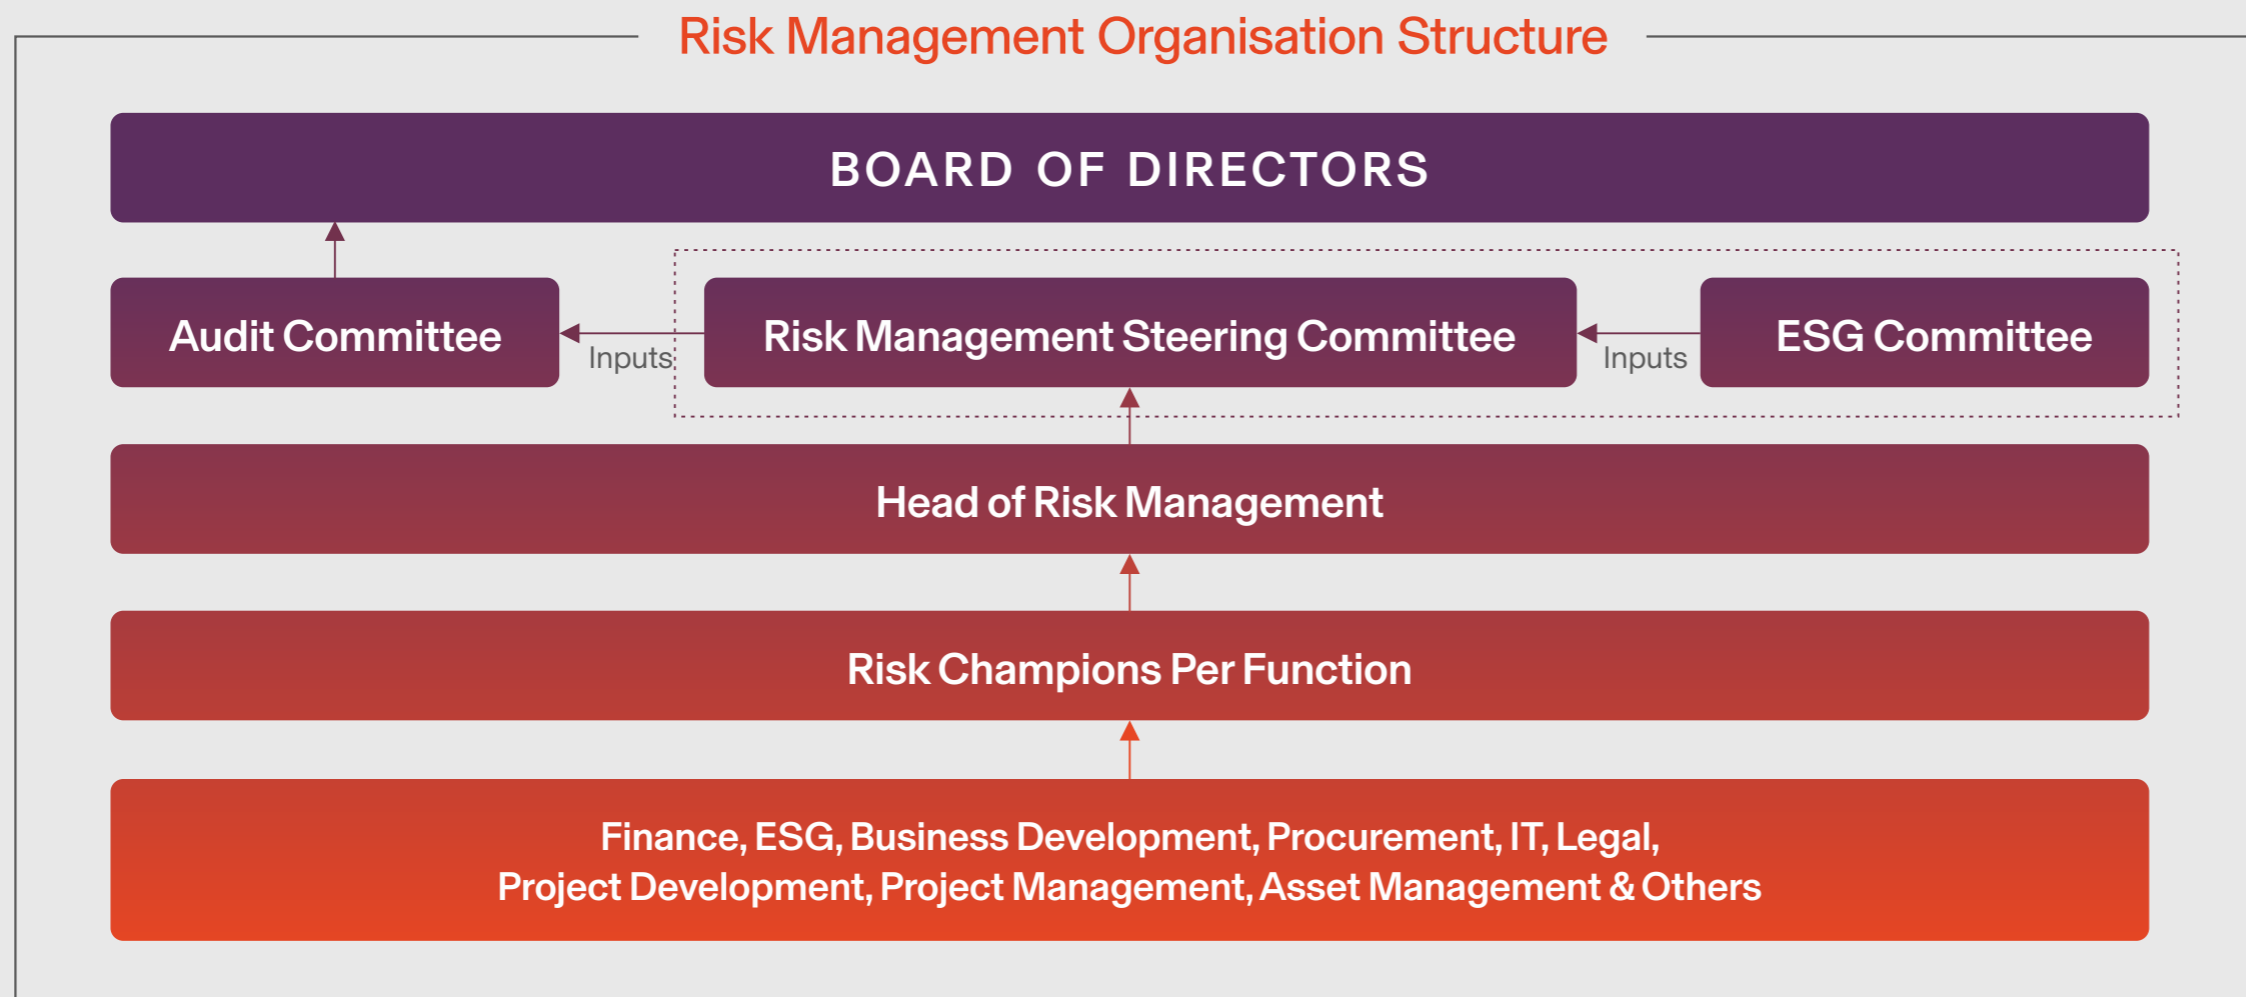 Risk Management Organisation Structure
BOARD OF DIRECTORS
Audit Committee
Inputs
Risk Management Steering Committee
Inputs
ESG Committee
Head of Risk Management
Risk Champions Per Function
Finance, ESG, Business Development, Procurement, IT, Legal,
Project Development, Project Management, Asset Management & Others